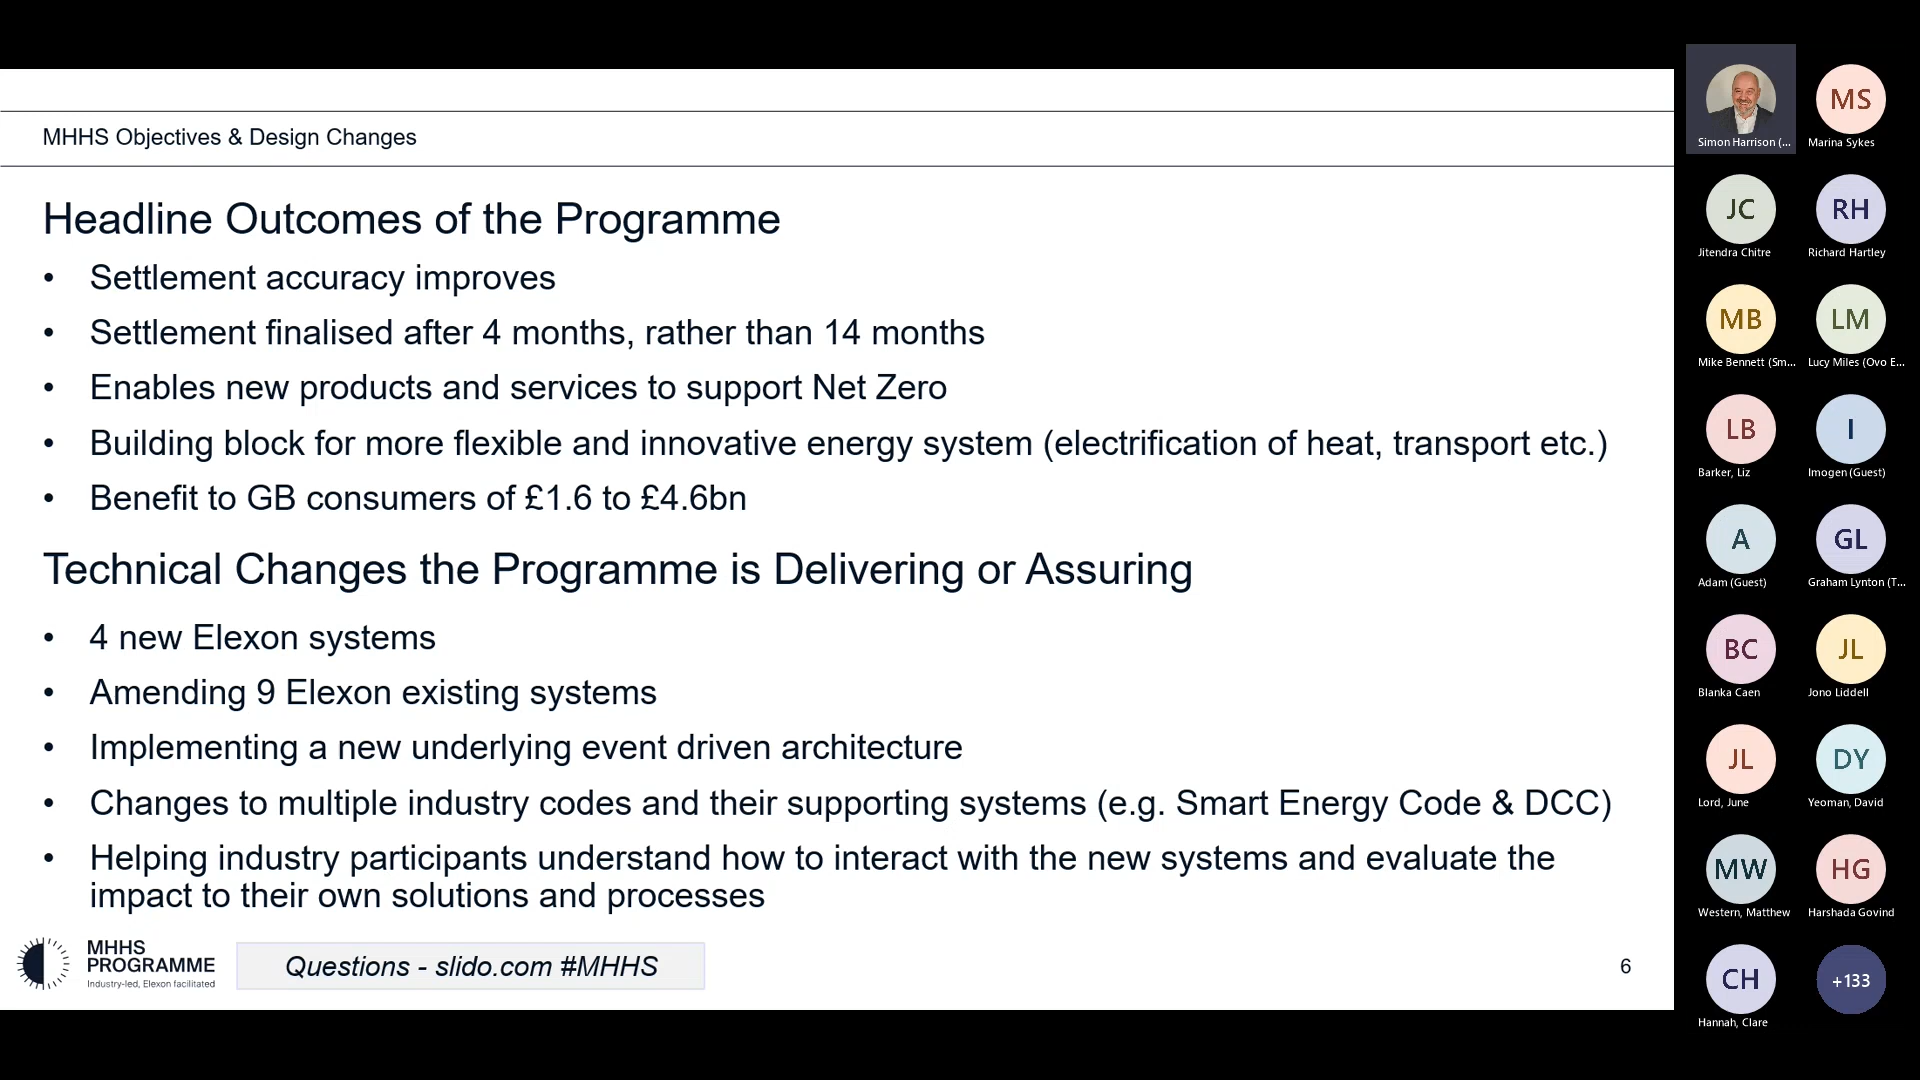 MHHS Objectives & Design Changes
Headline Outcomes of the Programme
• Settlement accuracy improves
• Settlement finalised after 4 months, rather than 14 months
• Enables new products and services to support Net Zero
• Building block for more flexible and innovative energy system (electrification of heat, transport etc.)
• Benefit to GB consumers of £1.6 to £4.6bn
Technical Changes the Programme is Delivering or Assuring
• 4 new Elexon systems
• Amending 9 Elexon existing systems
• Implementing a new underlying event driven architecture
• Changes to multiple industry codes and their supporting systems (e.g. Smart Energy Code & DCC)
• Helping industry participants understand how to interact with the new systems and evaluate the
impact to their own solutions and processes
MHHS
PROGRAMME
Industry-led, Elexon facilitated
Questions - slido.com #MHHS
6
Simon Harrison (...
MS
Marina Sykes
JC
Jitendra Chitre
RH
Richard Hartley
MB
Mike Bennett (Sm...
LM
Lucy Miles (Ovo E...
LB
Barker, Liz
I
Imogen (Guest)
A
Adam (Guest)
GL
Graham Lynton (T...
BC
Blanka Caen
JL
Jono Liddell
JL
Lord, June
DY
Yeoman, David
MW
Western, Matthew
HG
Harshada Govind
CH
Hannah, Clare
+133